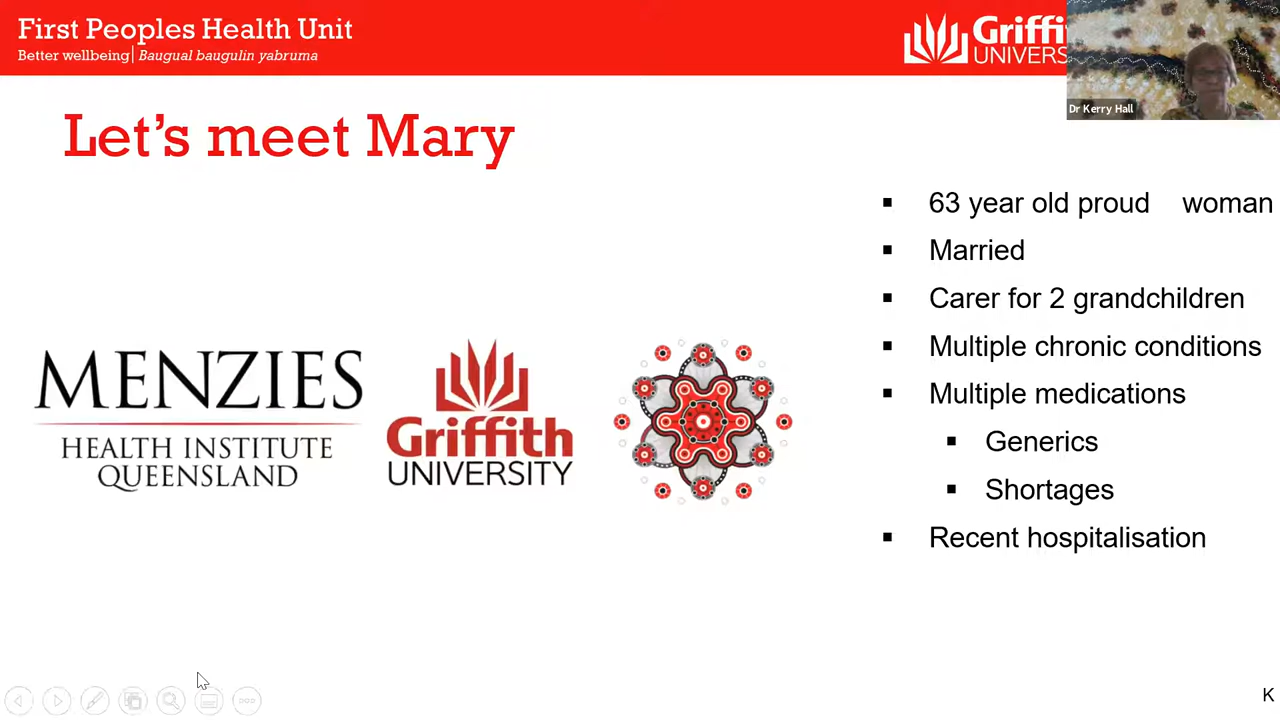 First Peoples Health Unit
Better wellbeing | Baugual baugulin yabruma
Griffith
UNIVERS
Dr Kerry Hall
Let's meet Mary
63 year old proud woman
Married
Carer for 2 grandchildren
Multiple chronic conditions
Multiple medications
Generics
Shortages
Recent hospitalisation
MENZIES
HEALTH INSTITUTE
QUEENSLAND
Griffith
UNIVERSITY
K